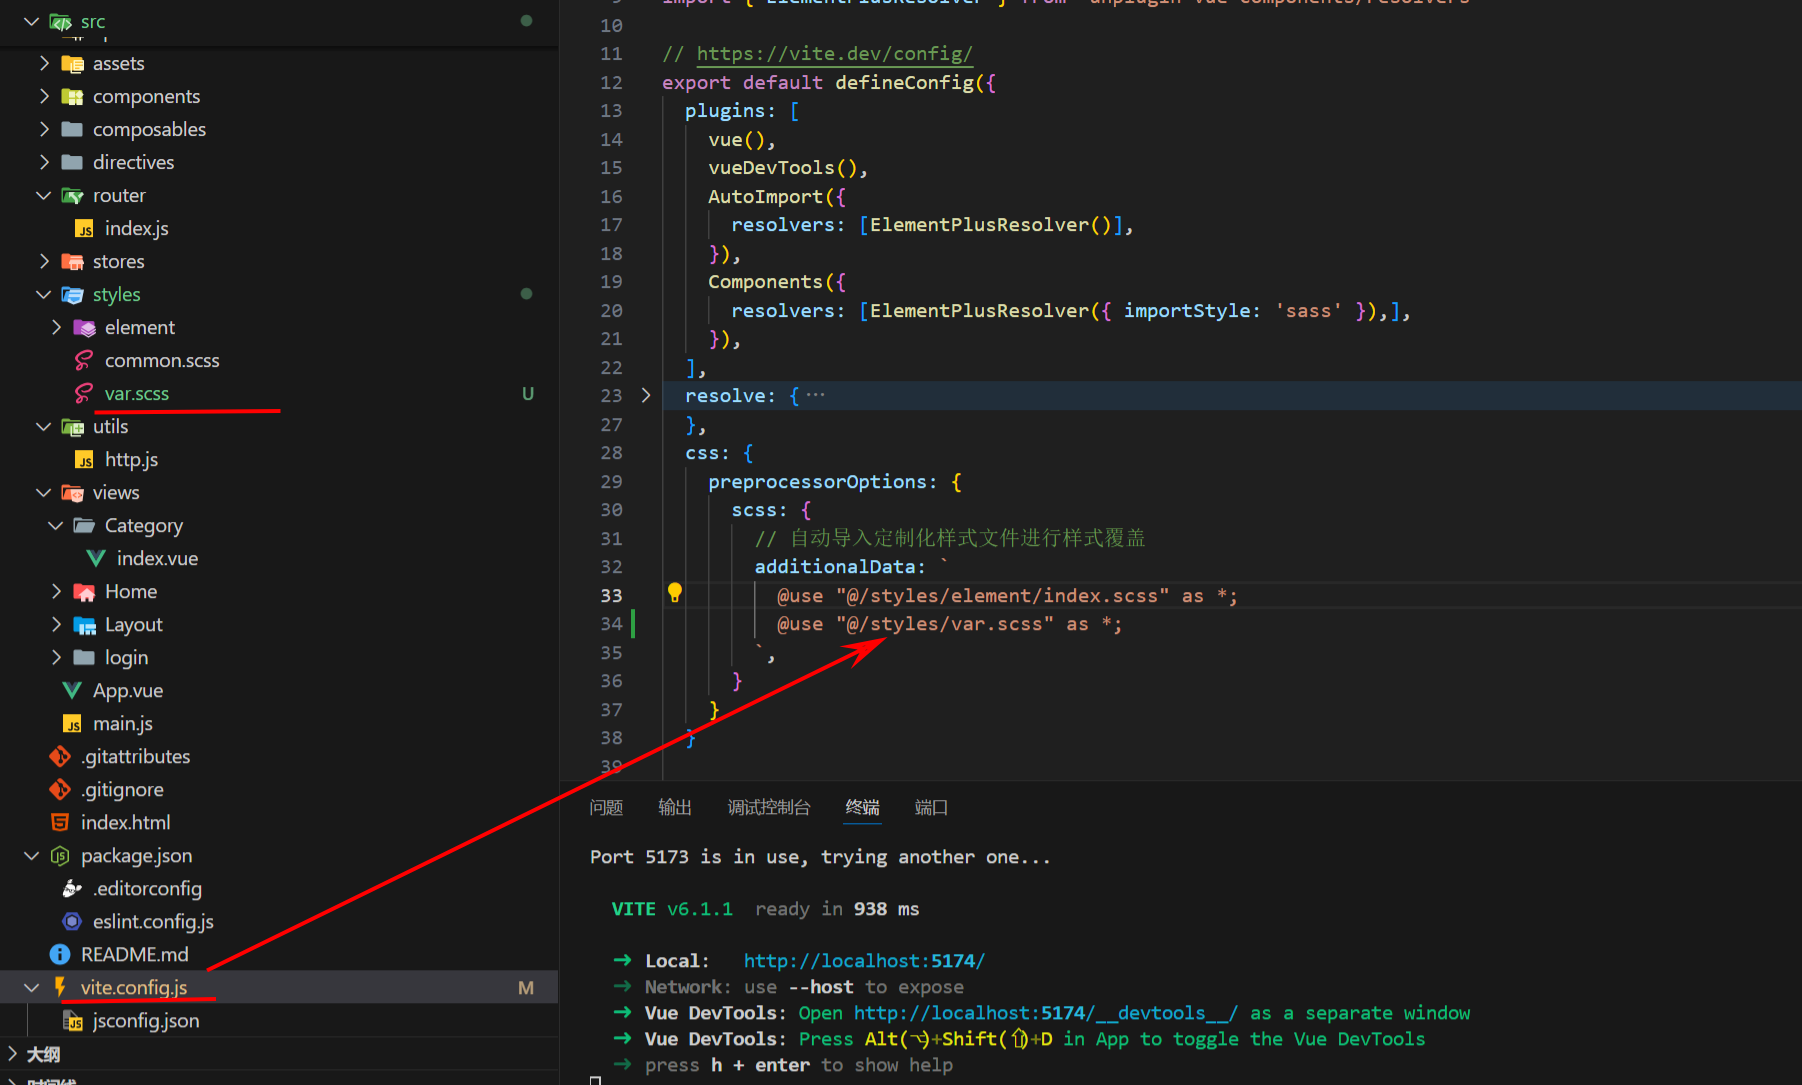 src
assets
components
composables
directives
router
index.js
stores
styles
element
common.scss
var.scss U
utils
http.js
views
Category
index.vue
Home
Layout
login
App.vue
main.js
.gitattributes
.gitignore
index.html
package.json
.editorconfig
eslint.config.js
README.md
vite.config.js M
jsconfig.json
大纲
时间线
import { ElementPlusResolver } from 'unplugin-vue-components/resolvers'
10
11 // https://vite.dev/config/
12 export default defineConfig({
13 plugins: [
14 vue(),
15 vueDevTools(),
16 AutoImport({
17 resolvers: [ElementPlusResolver()],
18 }),
19 Components({
20 resolvers: [ElementPlusResolver({ importStyle: 'sass' }),],
21 }),
22 ],
23 resolve: { ···
27 },
28 css: {
29 preprocessorOptions: {
30 scss: {
31 // 自动导入定制化样式文件进行样式覆盖
32 additionalData: `
33 @use "@/styles/element/index.scss" as *;
34 @use "@/styles/var.scss" as *;
35 `,
36 }
37 }
38 }
39
问题 输出 调试控制台 终端 端口
Port 5173 is in use, trying another one...
VITE v6.1.1 ready in 938 ms
➜ Local: http://localhost:5174/
➜ Network: use --host to expose
➜ Vue DevTools: Open http://localhost:5174/__devtools__/ as a separate window
➜ Vue DevTools: Press Alt(⌥)+Shift(⇧)+D in App to toggle the Vue DevTools
➜ press h + enter to show help